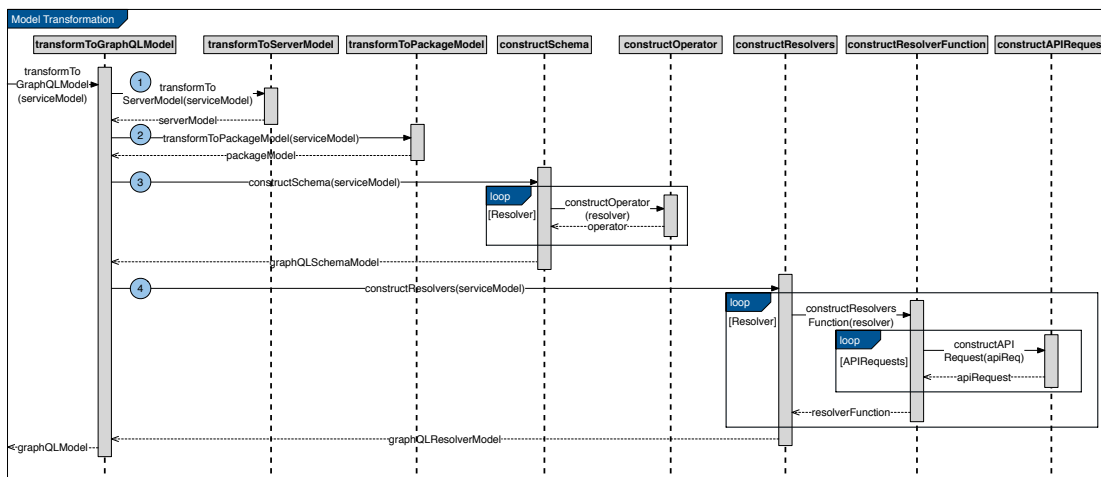 Model Transformation
transformToGraphQLModel
transformToServerModel
transformToPackageModel
constructSchema
constructOperator
constructResolvers
constructResolverFunction
constructAPIRequest
transformTo
GraphQLModel
(serviceModel)
1
transformTo
ServerModel(serviceModel)
serverModel
2
transformToPackageModel(serviceModel)
packageModel
3
constructSchema(serviceModel)
loop
[Resolver]
constructOperator
(resolver)
operator
graphQLSchemaModel
4
constructResolvers(serviceModel)
loop
[Resolver]
constructResolvers
Function(resolver)
loop
[APIRequests]
constructAPI
Request(apiReq)
apiRequest
resolverFunction
graphQLResolverModel
graphQLModel